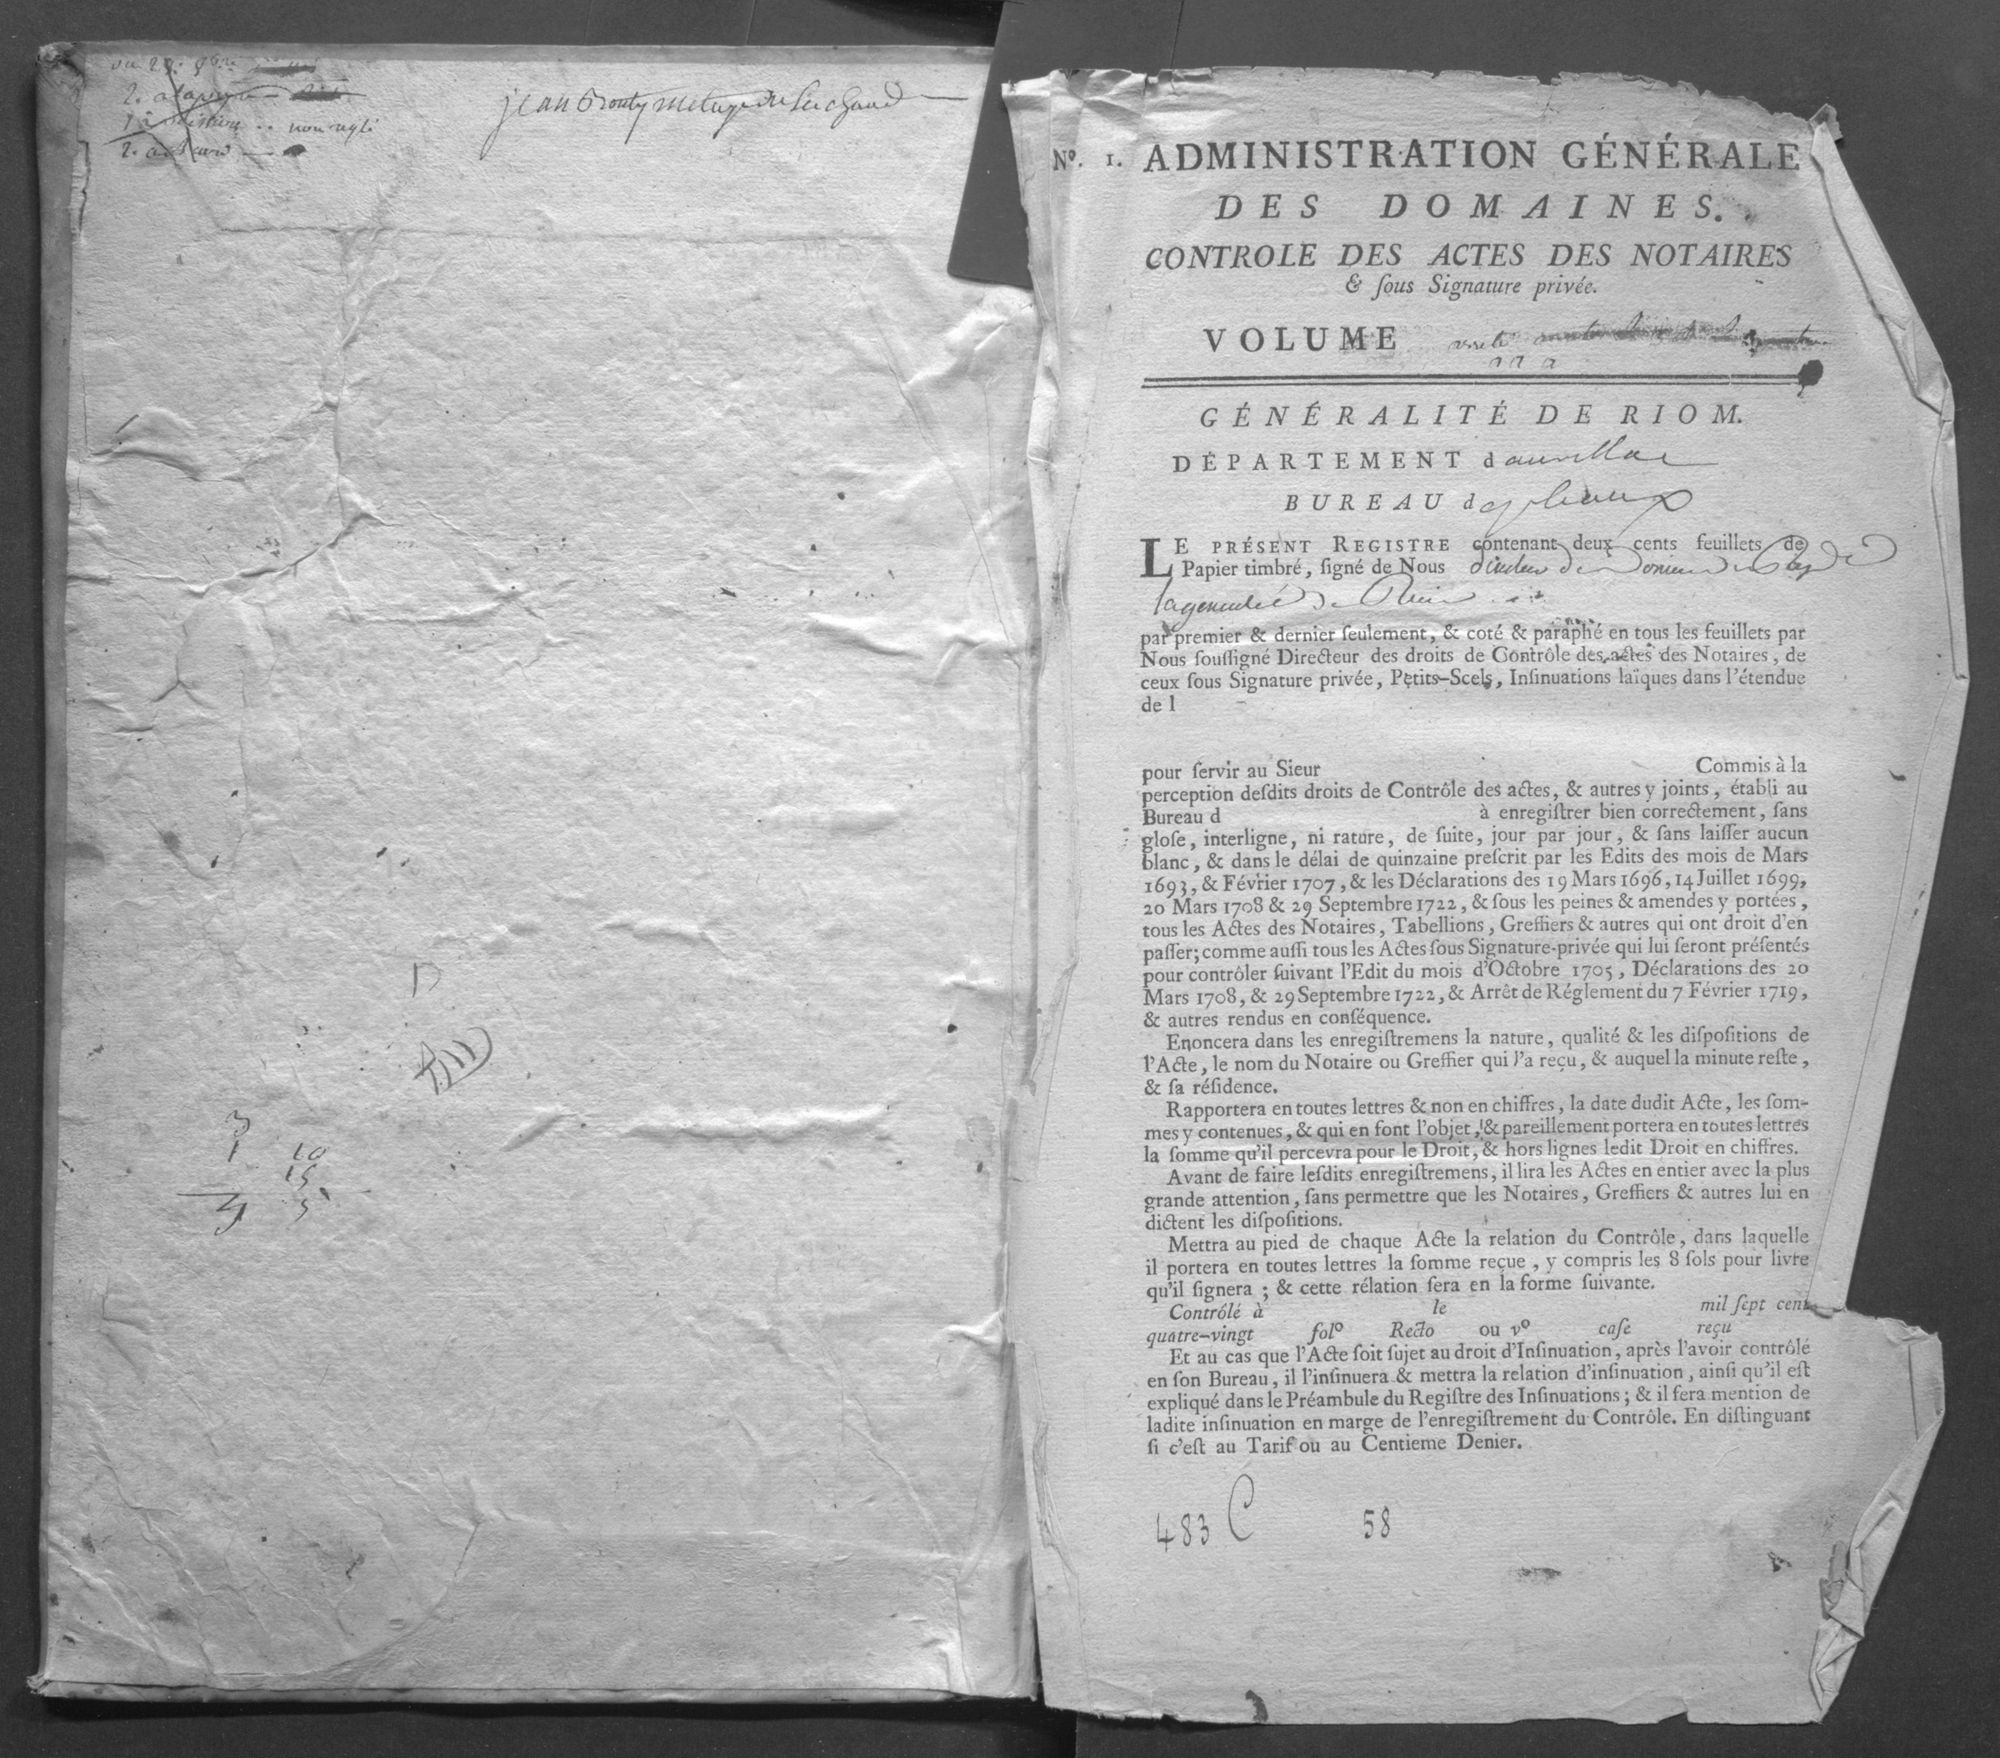 jean
N°. 1. ADMINISTRATION GÉNÉRALE
DES DOMAINES.
CONTROLE DES ACTES DES NOTAIRES
& ſous Signature privée.
VOLUME
GÉNÉRALITÉ DE RIOM.
DÉPARTEMENT d'aurillac
BUREAU d
LE PRÉSENT REGISTRE contenant deux cents feuillets de
Papier timbré, ſigné de Nous
par premier & dernier ſeulement, & coté & paraphé en tous les feuillets par
Nous ſouſſigné Directeur des droits de Contrôle des actes des Notaires, de
ceux ſous Signature privée, Petits-Scels, Inſinuations laïques dans l'étendue
de l
pour ſervir au Sieur Commis à la
perception deſdits droits de Contrôle des actes, & autres y joints, établi au
Bureau d à enregiſtrer bien correctement, ſans
gloſe, interligne, ni rature, de ſuite, jour par jour, & ſans laiſſer aucun
blanc, & dans le délai de quinzaine preſcrit par les Edits des mois de Mars
1693, & Février 1707, & les Déclarations des 19 Mars 1696, 14 Juillet 1699,
20 Mars 1708 & 29 Septembre 1722, & ſous les peines & amendes y portées,
tous les Actes des Notaires, Tabellions, Greffiers & autres qui ont droit d'en
paſſer; comme auſſi tous les Actes ſous Signature-privée qui lui ſeront préſentés
pour contrôler ſuivant l'Edit du mois d'Octobre 1705, Déclarations des 20
Mars 1708, & 29 Septembre 1722, & Arrêt de Réglement du 7 Février 1719,
& autres rendus en conſéquence.
Enoncera dans les enregiſtremens la nature, qualité & les diſpoſitions de
l'Acte, le nom du Notaire ou Greffier qui l'a reçu, & auquel la minute reſte,
& ſa réſidence.
Rapportera en toutes lettres & non en chiffres, la date dudit Acte, les ſom-
mes y contenues, & qui en font l'objet, & pareillement portera en toutes lettres
la ſomme qu'il percevra pour le Droit, & hors lignes ledit Droit en chiffres.
Avant de faire leſdits enregiſtremens, il lira les Actes en entier avec la plus
grande attention, ſans permettre que les Notaires, Greffiers & autres lui en
dictent les diſpoſitions.
Mettra au pied de chaque Acte la relation du Contrôle, dans laquelle
il portera en toutes lettres la ſomme reçue, y compris les 8 ſols pour livre
qu'il ſignera ; & cette rélation ſera en la forme ſuivante.
Contrôlé à le mil ſept cent
quatre-vingt fol° Recto ou v° caſe reçu
Et au cas que l'Acte ſoit ſujet au droit d'Inſinuation, après l'avoir contrôlé
en ſon Bureau, il l'inſinuera & mettra la relation d'inſinuation, ainſi qu'il eſt
expliqué dans le Préambule du Regiſtre des Inſinuations; & il fera mention de
ladite inſinuation en marge de l'enregiſtrement du Contrôle. En diſtinguant
ſi c'eſt au Tarif ou au Centieme Denier.
483 C 58